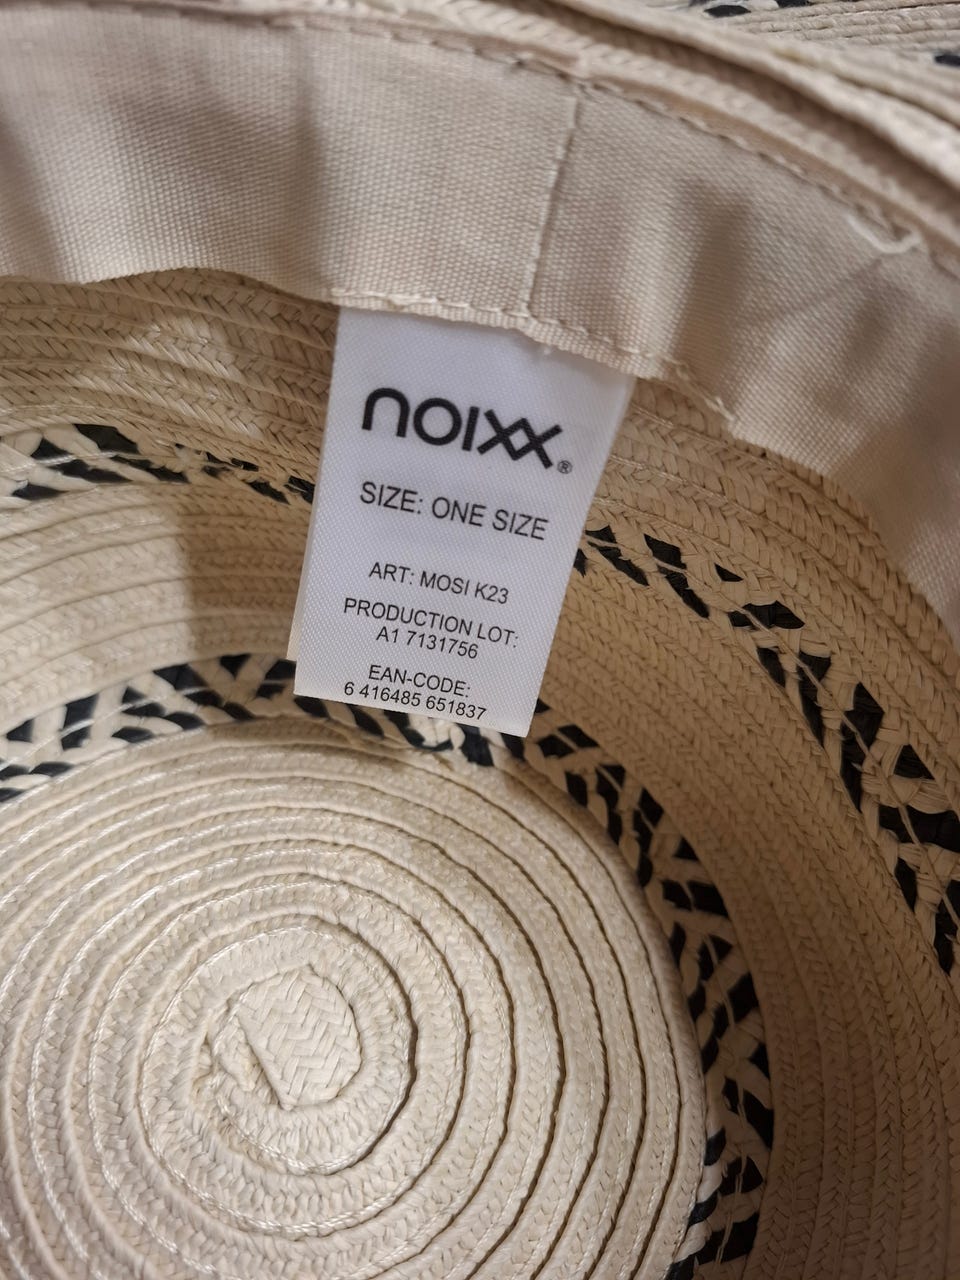 noixx®
SIZE: ONE SIZE
ART: MOSI K23
PRODUCTION LOT:
A1 7131756
EAN-CODE:
6 416485 651837